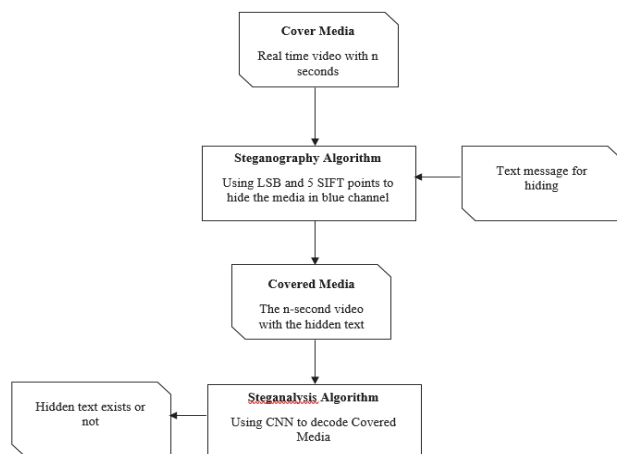 Cover Media
Real time video with n
seconds
Steganography Algorithm
Using LSB and 5 SIFT points to
hide the media in blue channel
Text message for
hiding
Covered Media
The n-second video
with the hidden text
Steganalysis Algorithm
Using CNN to decode Covered
Media
Hidden text exists or
not